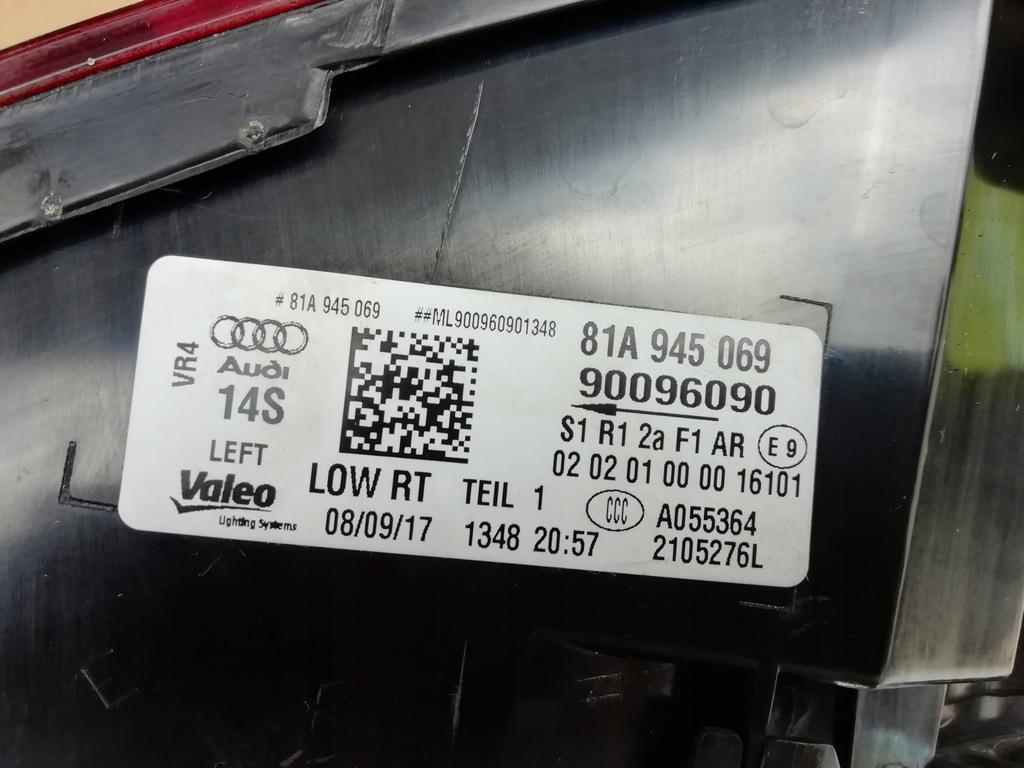 # 81A 945 069
##ML900960901348
81A 945 069
VR4
Audi
90096090
14S
S1 R1 2a F1 AR E 9
LEFT
02 02 01 00 00 16101
Valeo
Lighting Systems
LOW RT
TEIL 1
CCC
A055364
08/09/17
1348 20:57
2105276L